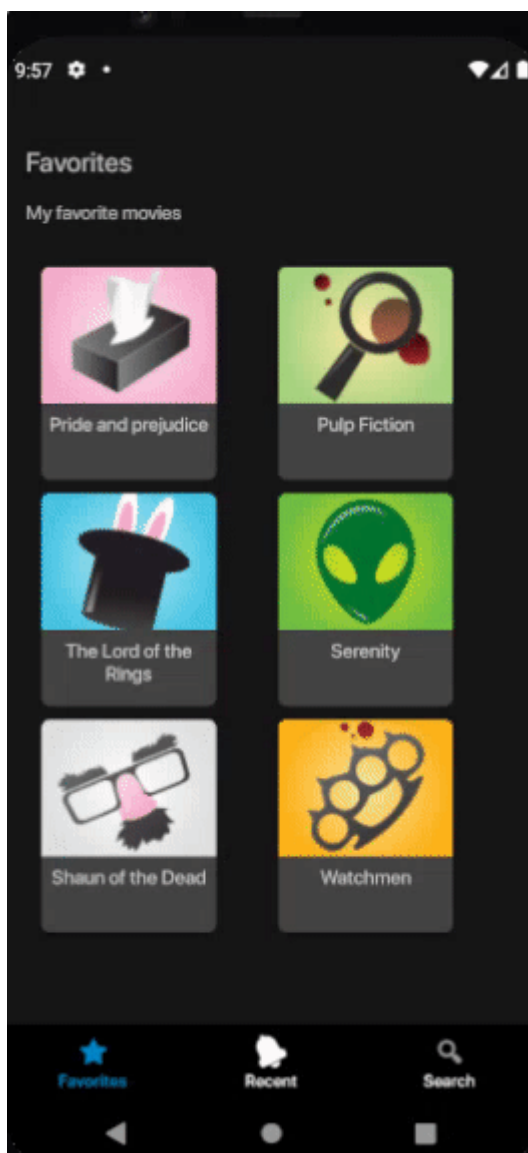 9:57
Favorites
My favorite movies
Pride and prejudice
Pulp Fiction
The Lord of the
Rings
Serenity
Shaun of the Dead
Watchmen
Favorites
Recent
Search